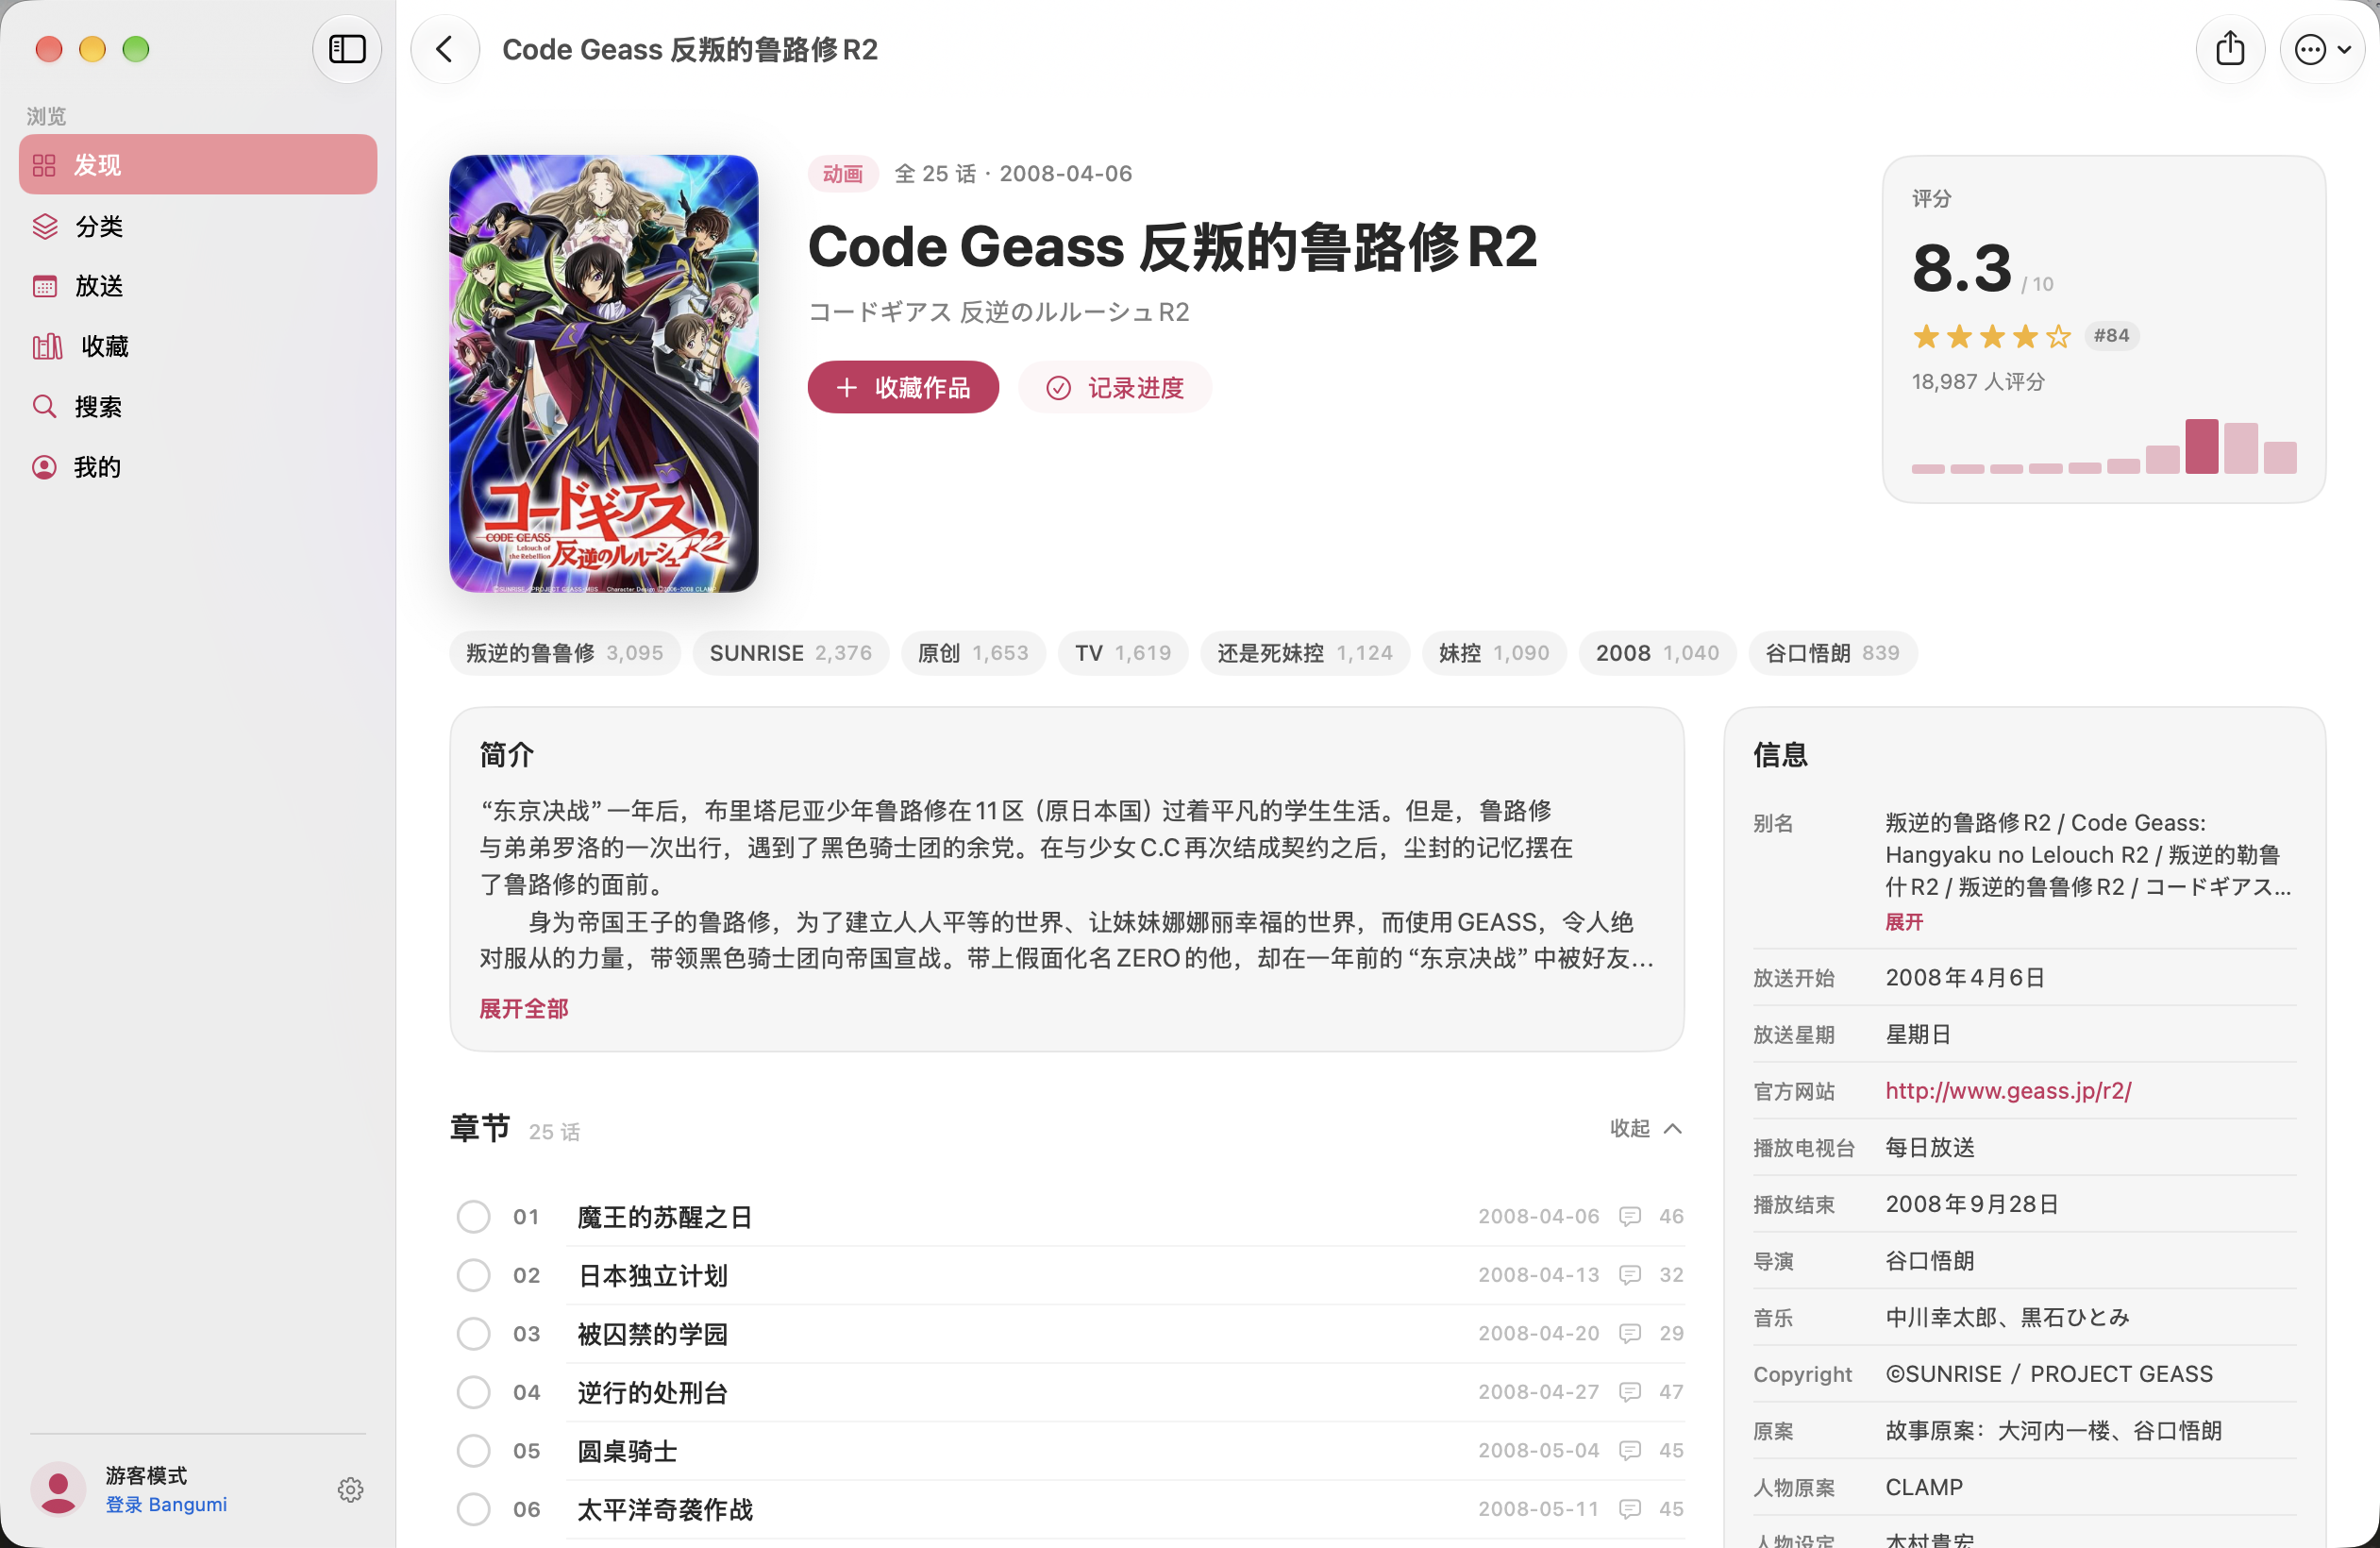 浏览
发现
分类
放送
收藏
搜索
我的
游客模式
登录 Bangumi
Code Geass 反叛的鲁路修R2
コードギアス
CODE GEASS
Lelouch of
the Rebellion
反逆のルルーシュR2
©SUNRISE/PROJECT GEASS・MBS Character Design ©2006-2008 CLAMP
动画 全 25 话 · 2008-04-06
Code Geass 反叛的鲁路修R2
コードギアス 反逆のルルーシュR2
收藏作品
记录进度
评分
8.3 / 10
#84
18,987 人评分
叛逆的鲁鲁修 3,095
SUNRISE 2,376
原创 1,653
TV 1,619
还是死妹控 1,124
妹控 1,090
2008 1,040
谷口悟朗 839
简介
“东京决战”一年后，布里塔尼亚少年鲁路修在11区（原日本国）过着平凡的学生生活。但是，鲁路修
与弟弟罗洛的一次出行，遇到了黑色骑士团的余党。在与少女C.C再次结成契约之后，尘封的记忆摆在
了鲁路修的面前。
身为帝国王子的鲁路修，为了建立人人平等的世界、让妹妹娜娜丽幸福的世界，而使用GEASS，令人绝
对服从的力量，带领黑色骑士团向帝国宣战。带上假面化名ZERO的他，却在一年前的“东京决战”中被好友…
展开全部
章节 25 话
收起
01 魔王的苏醒之日 2008-04-06 46
02 日本独立计划 2008-04-13 32
03 被囚禁的学园 2008-04-20 29
04 逆行的处刑台 2008-04-27 47
05 圆桌骑士 2008-05-04 45
06 太平洋奇袭作战 2008-05-11 45
信息
别名 叛逆的鲁路修R2 / Code Geass:
Hangyaku no Lelouch R2 / 叛逆的勒鲁
什R2 / 叛逆的鲁鲁修R2 / コードギアス…
展开
放送开始 2008年4月6日
放送星期 星期日
官方网站 http://www.geass.jp/r2/
播放电视台 每日放送
播放结束 2008年9月28日
导演 谷口悟朗
音乐 中川幸太郎、黒石ひとみ
Copyright ©SUNRISE / PROJECT GEASS
原案 故事原案：大河内一楼、谷口悟朗
人物原案 CLAMP
人物设定 木村貴宏